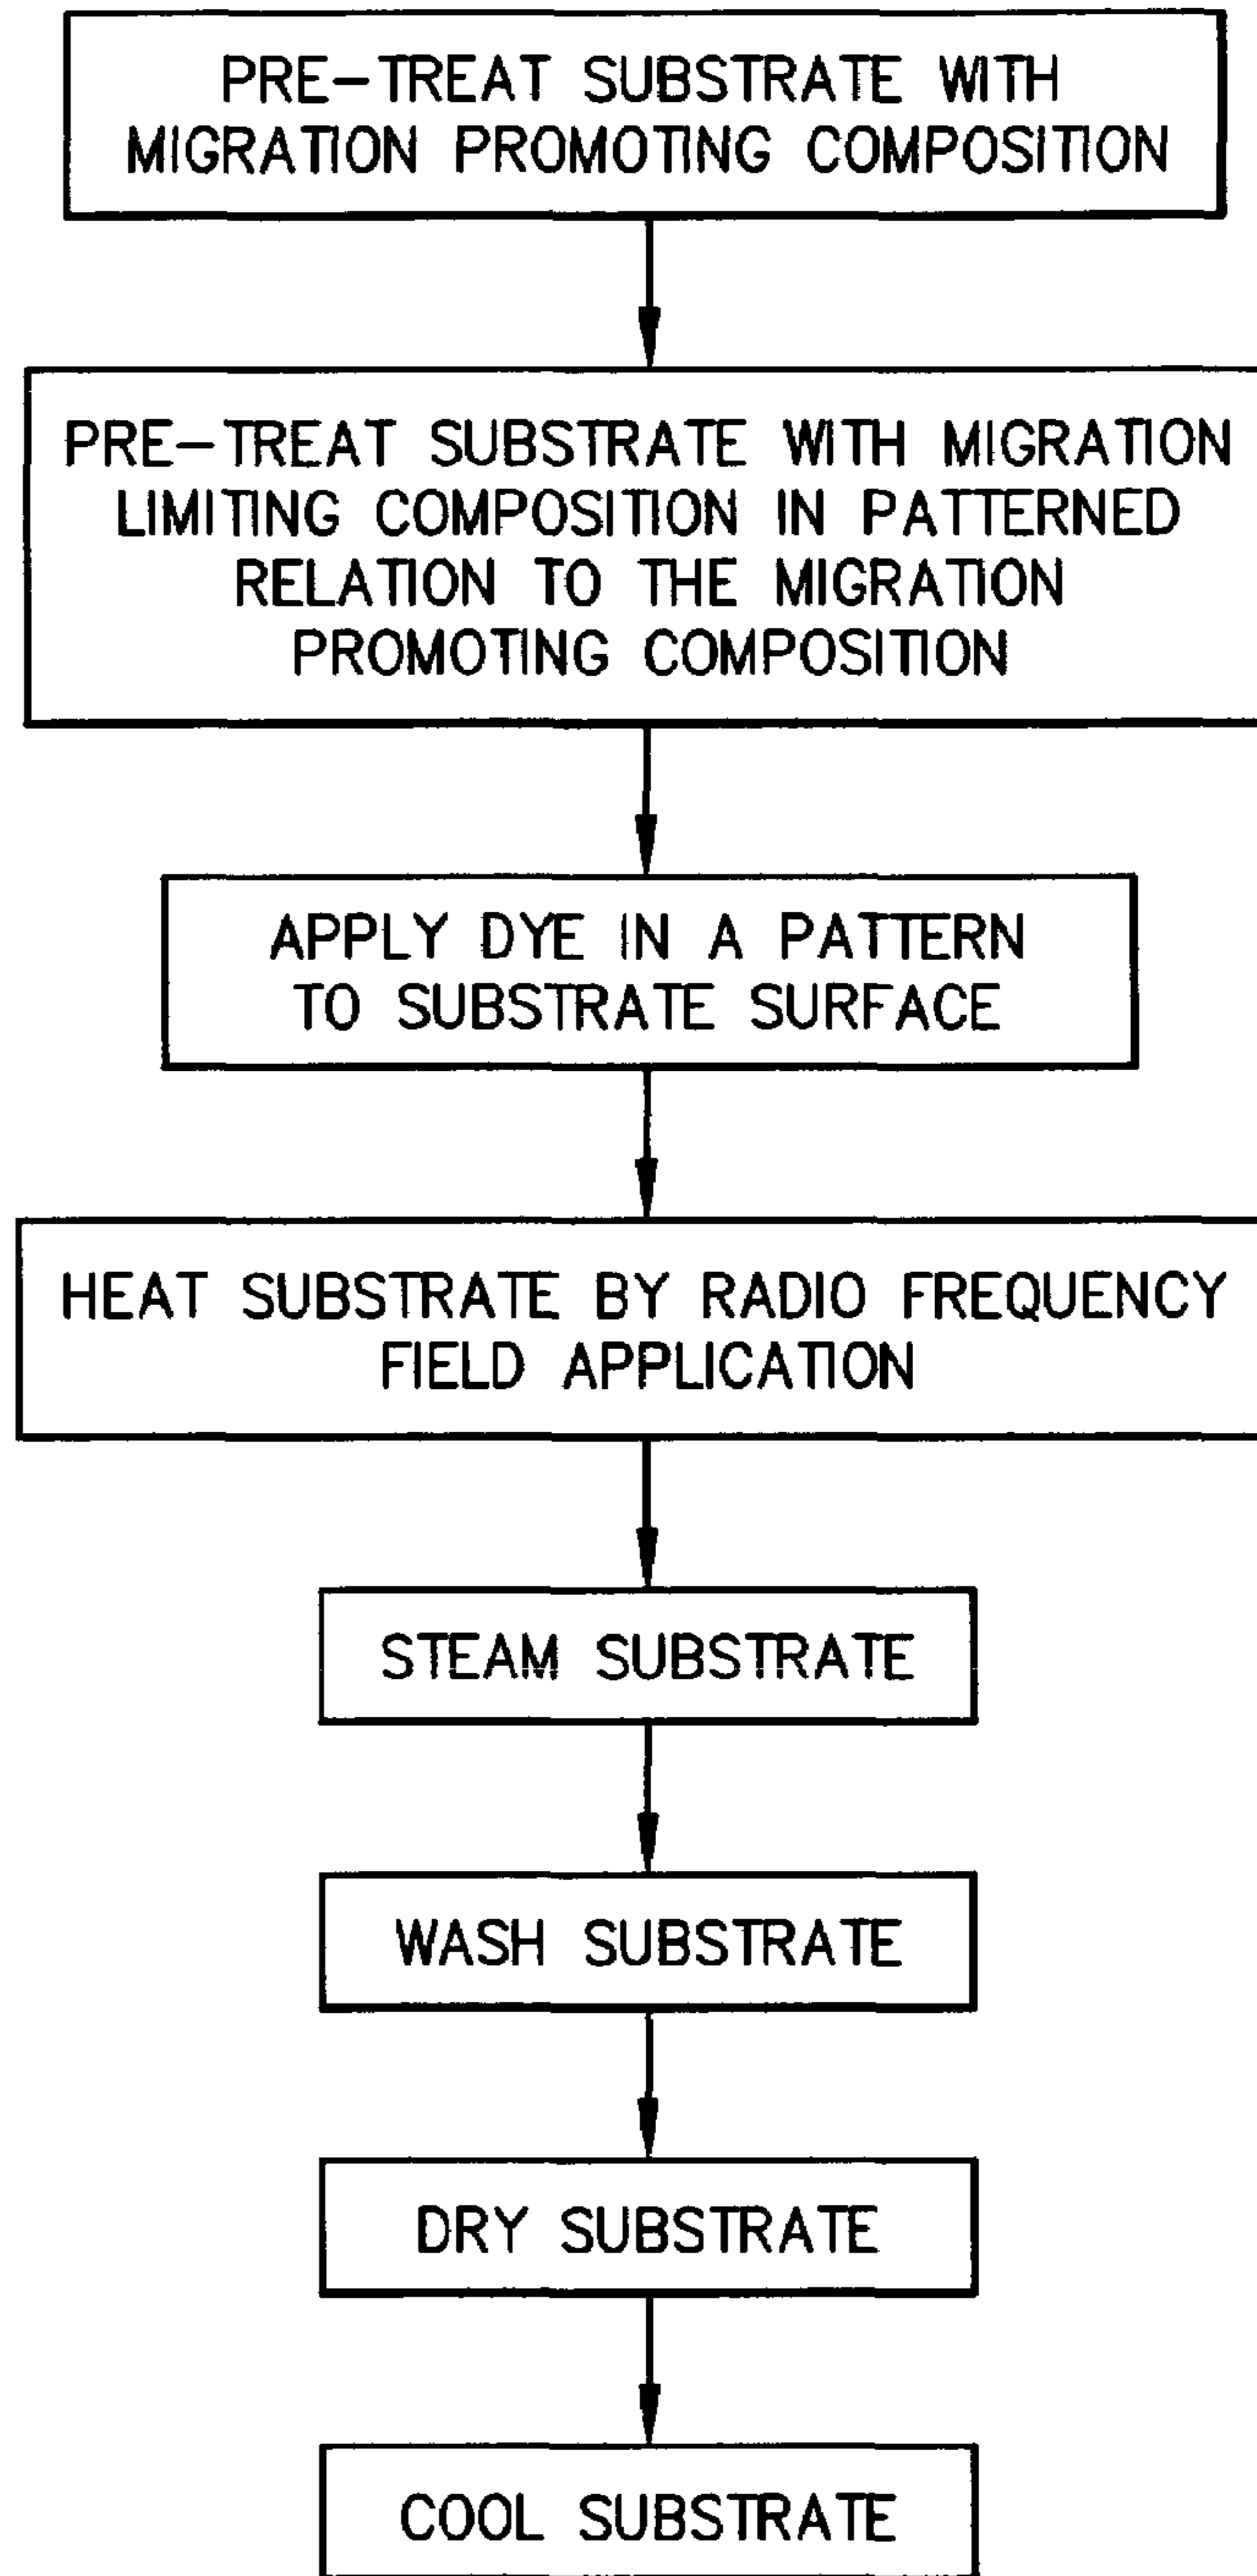 PRE-TREAT SUBSTRATE WITH
MIGRATION PROMOTING COMPOSITION
PRE-TREAT SUBSTRATE WITH MIGRATION
LIMITING COMPOSITION IN PATTERNED
RELATION TO THE MIGRATION
PROMOTING COMPOSITION
APPLY DYE IN A PATTERN
TO SUBSTRATE SURFACE
HEAT SUBSTRATE BY RADIO FREQUENCY
FIELD APPLICATION
STEAM SUBSTRATE
WASH SUBSTRATE
DRY SUBSTRATE
COOL SUBSTRATE